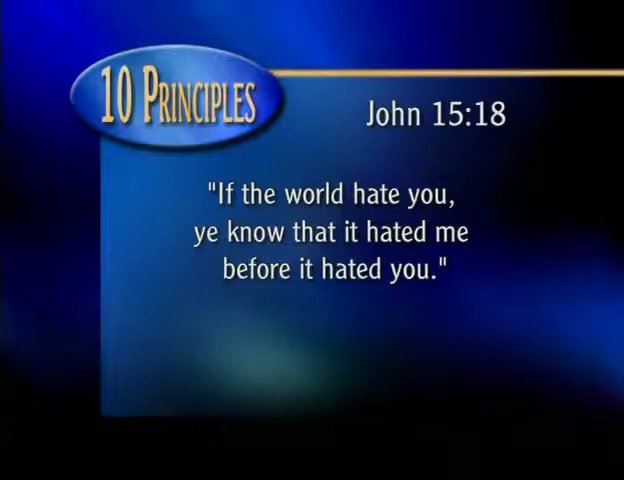 10 PRINCIPLES
John 15:18
"If the world hate you,
ye know that it hated me
before it hated you."